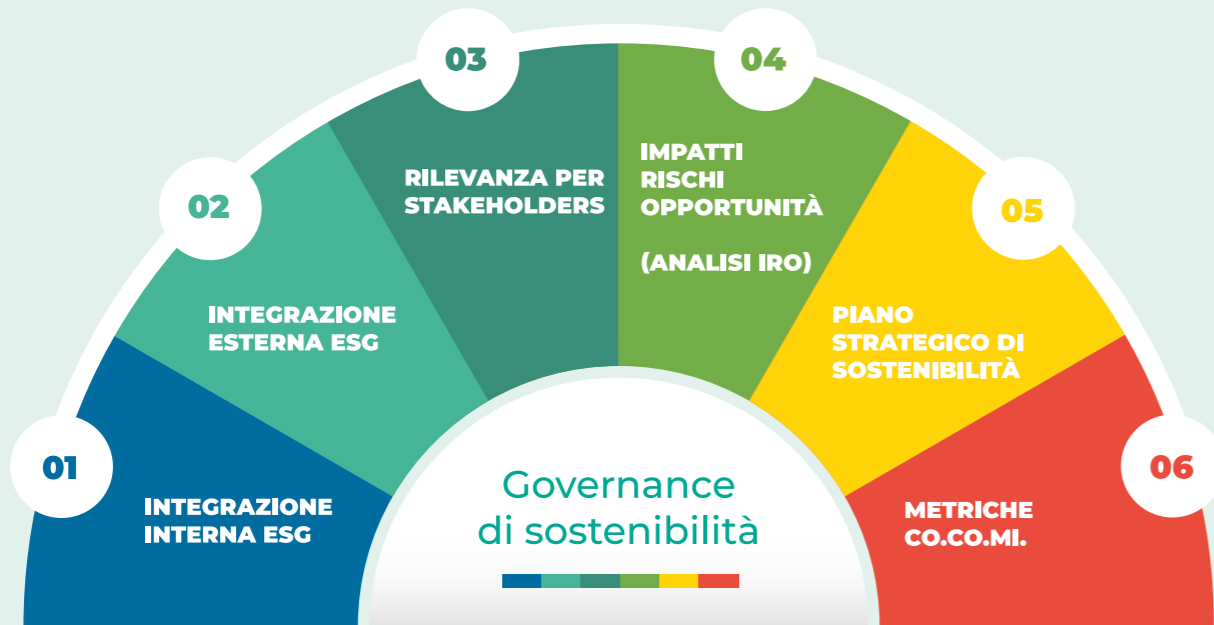 01
INTEGRAZIONE
INTERNA ESG
02
INTEGRAZIONE
ESTERNA ESG
03
RILEVANZA PER
STAKEHOLDERS
04
IMPATTI
RISCHI
OPPORTUNITÀ
(ANALISI IRO)
05
PIANO
STRATEGICO DI
SOSTENIBILITÀ
06
METRICHE
CO.CO.MI.
Governance
di sostenibilità